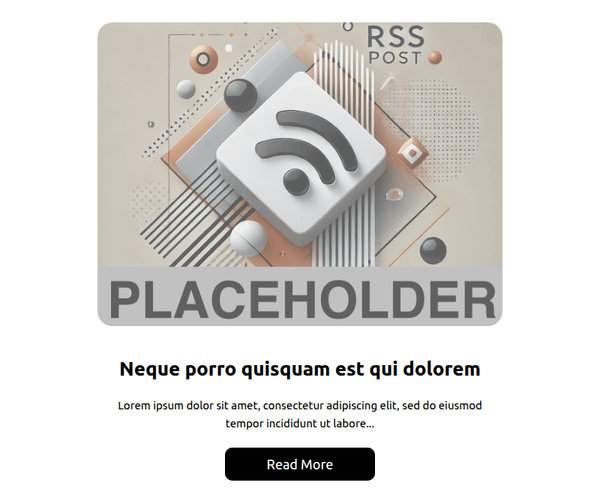 RSS
POST
PLACEHOLDER
Neque porro quisquam est qui dolorem
Lorem ipsum dolor sit amet, consectetur adipiscing elit, sed do eiusmod
tempor incididunt ut labore...
Read More